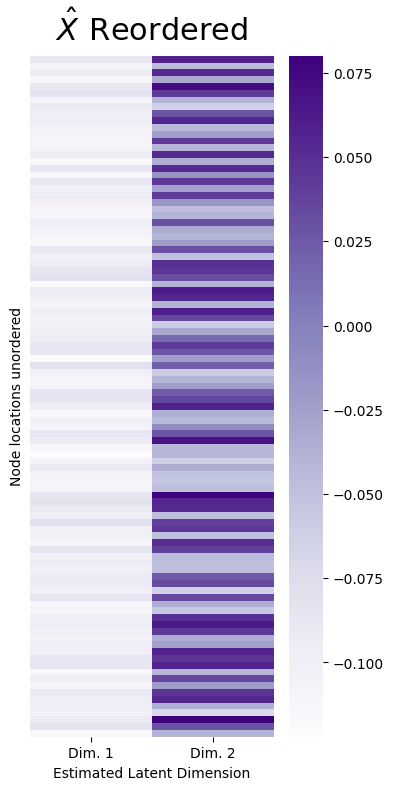 X̂ Reordered
Node locations unordered
Dim. 1
Dim. 2
Estimated Latent Dimension
0.075
0.050
0.025
0.000
−0.025
−0.050
−0.075
−0.100